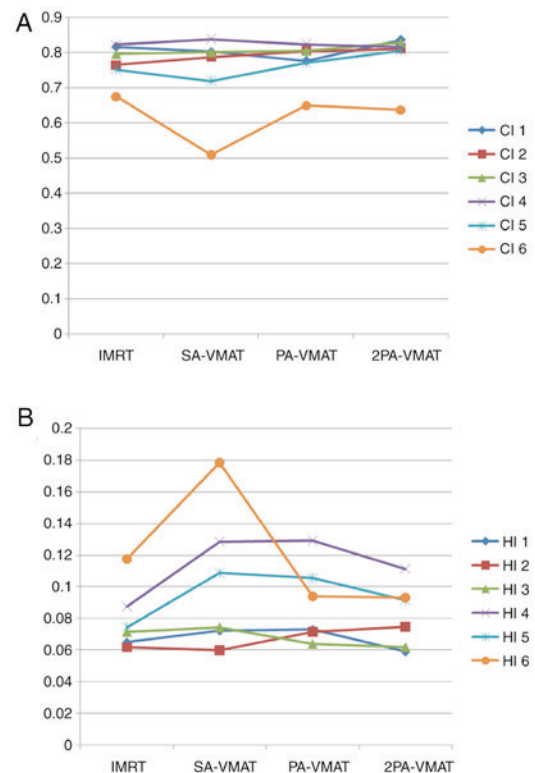 A
0.9
0.8
0.7
0.6
0.5
0.4
0.3
0.2
0.1
0
IMRT SA-VMAT PA-VMAT 2PA-VMAT
CI 1
CI 2
CI 3
CI 4
CI 5
CI 6
B
0.2
0.18
0.16
0.14
0.12
0.1
0.08
0.06
0.04
0.02
0
IMRT SA-VMAT PA-VMAT 2PA-VMAT
HI 1
HI 2
HI 3
HI 4
HI 5
HI 6